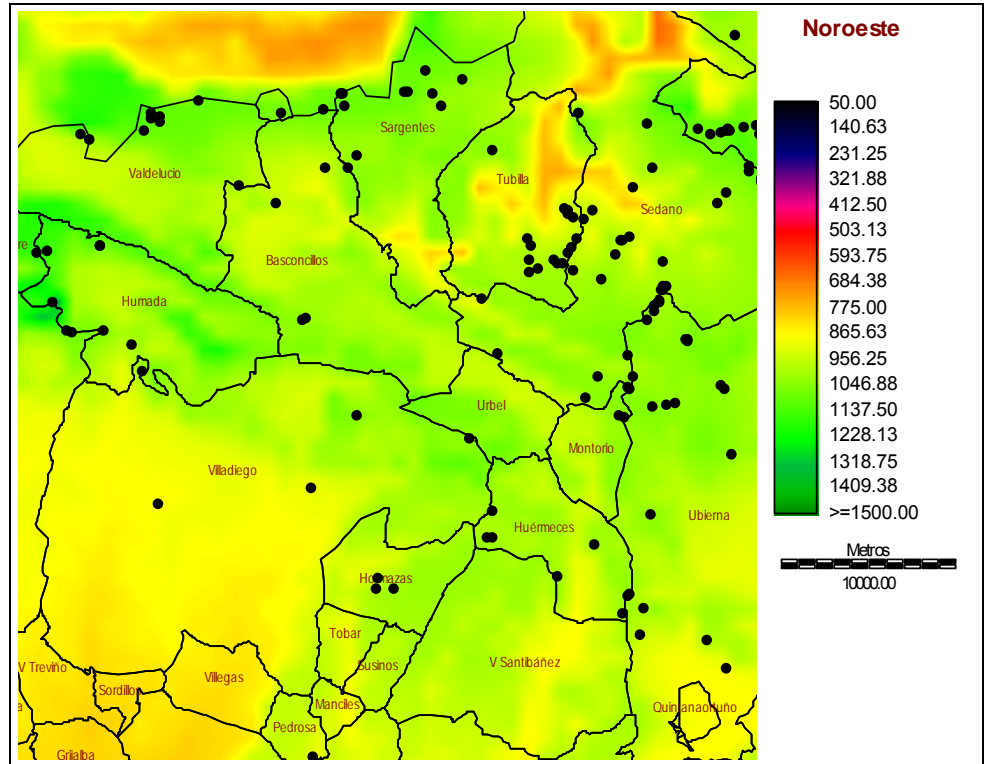 Noroeste
50.00
140.63
231.25
321.88
412.50
503.13
593.75
684.38
775.00
865.63
956.25
1046.88
1137.50
1228.13
1318.75
1409.38
>=1500.00
Metros
10000.00
Sargentes
Valdelucio
Tubilla
Sedano
re
Basconcillos
Humada
Urbel
Montorio
Villadiego
Ubierna
Huérmeces
Hormazas
Tobar
V Treviño
Susinos
V Santibáñez
Villegas
Sordillos
a
Manciles
Quintanaortuño
Pedrosa
Grijalba